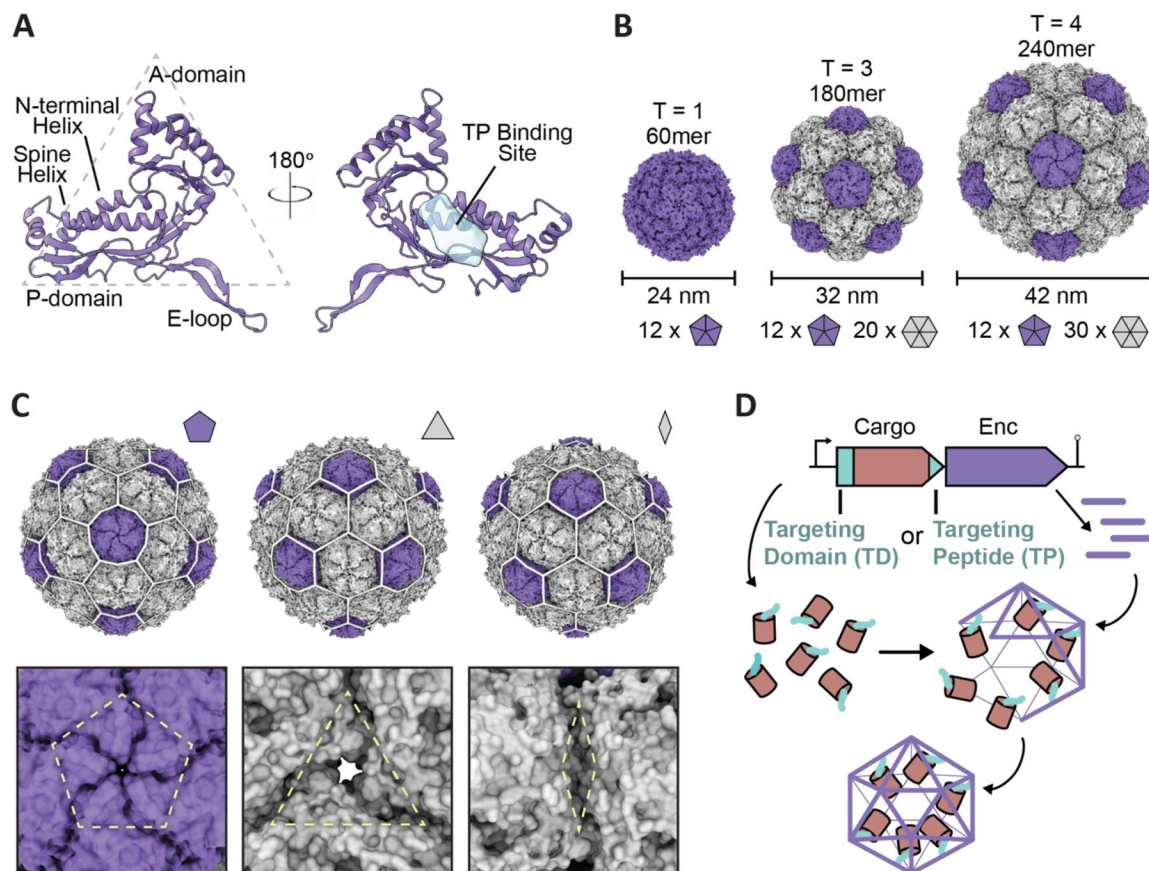 A
A-domain
N-terminal
Helix
Spine
Helix
P-domain
E-loop
180°
TP Binding
Site
B
T = 1
60mer
T = 3
180mer
T = 4
240mer
24 nm
32 nm
42 nm
12 x
12 x
20 x
12 x
30 x
C
D
Cargo
Enc
Targeting
Domain (TD)
or
Targeting
Peptide (TP)